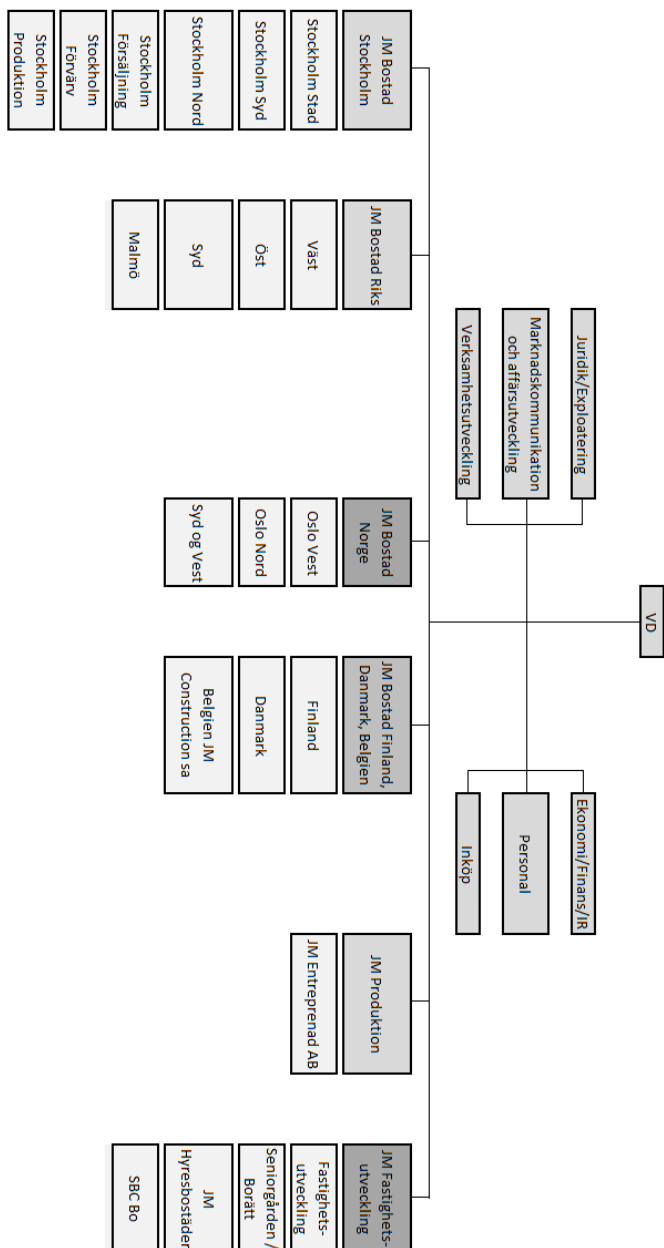 VD
Juridik/Exploatering
Marknadskommunikation
och affärsutveckling
Verksamhetsutveckling
Ekonomi/Finans/IR
Personal
Inköp
JM Bostad
Stockholm
Stockholm Stad
Stockholm Syd
Stockholm Nord
Stockholm
Försäljning
Stockholm
Förvärv
Stockholm
Produktion
JM Bostad Riks
Väst
Öst
Syd
Malmö
JM Bostad
Norge
Oslo Vest
Oslo Nord
Syd og Vest
JM Bostad Finland,
Danmark, Belgien
Finland
Danmark
Belgien JM
Construction sa
JM Produktion
JM Entreprenad AB
JM Fastighets-
utveckling
Fastighets-
utveckling
Seniorgården /
Borätt
JM
Hyresbostäder
SBC Bo